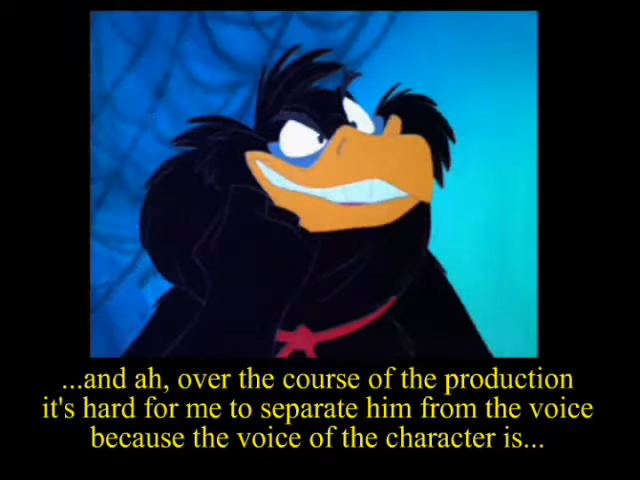 ...and ah, over the course of the production
it's hard for me to separate him from the voice
because the voice of the character is...